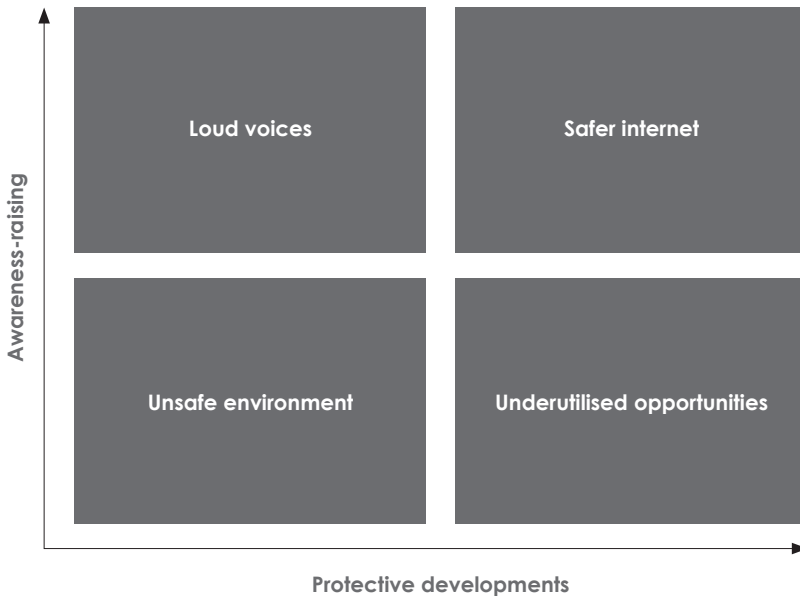 Awareness-raising
Loud voices
Safer internet
Unsafe environment
Underutilised opportunities
Protective developments